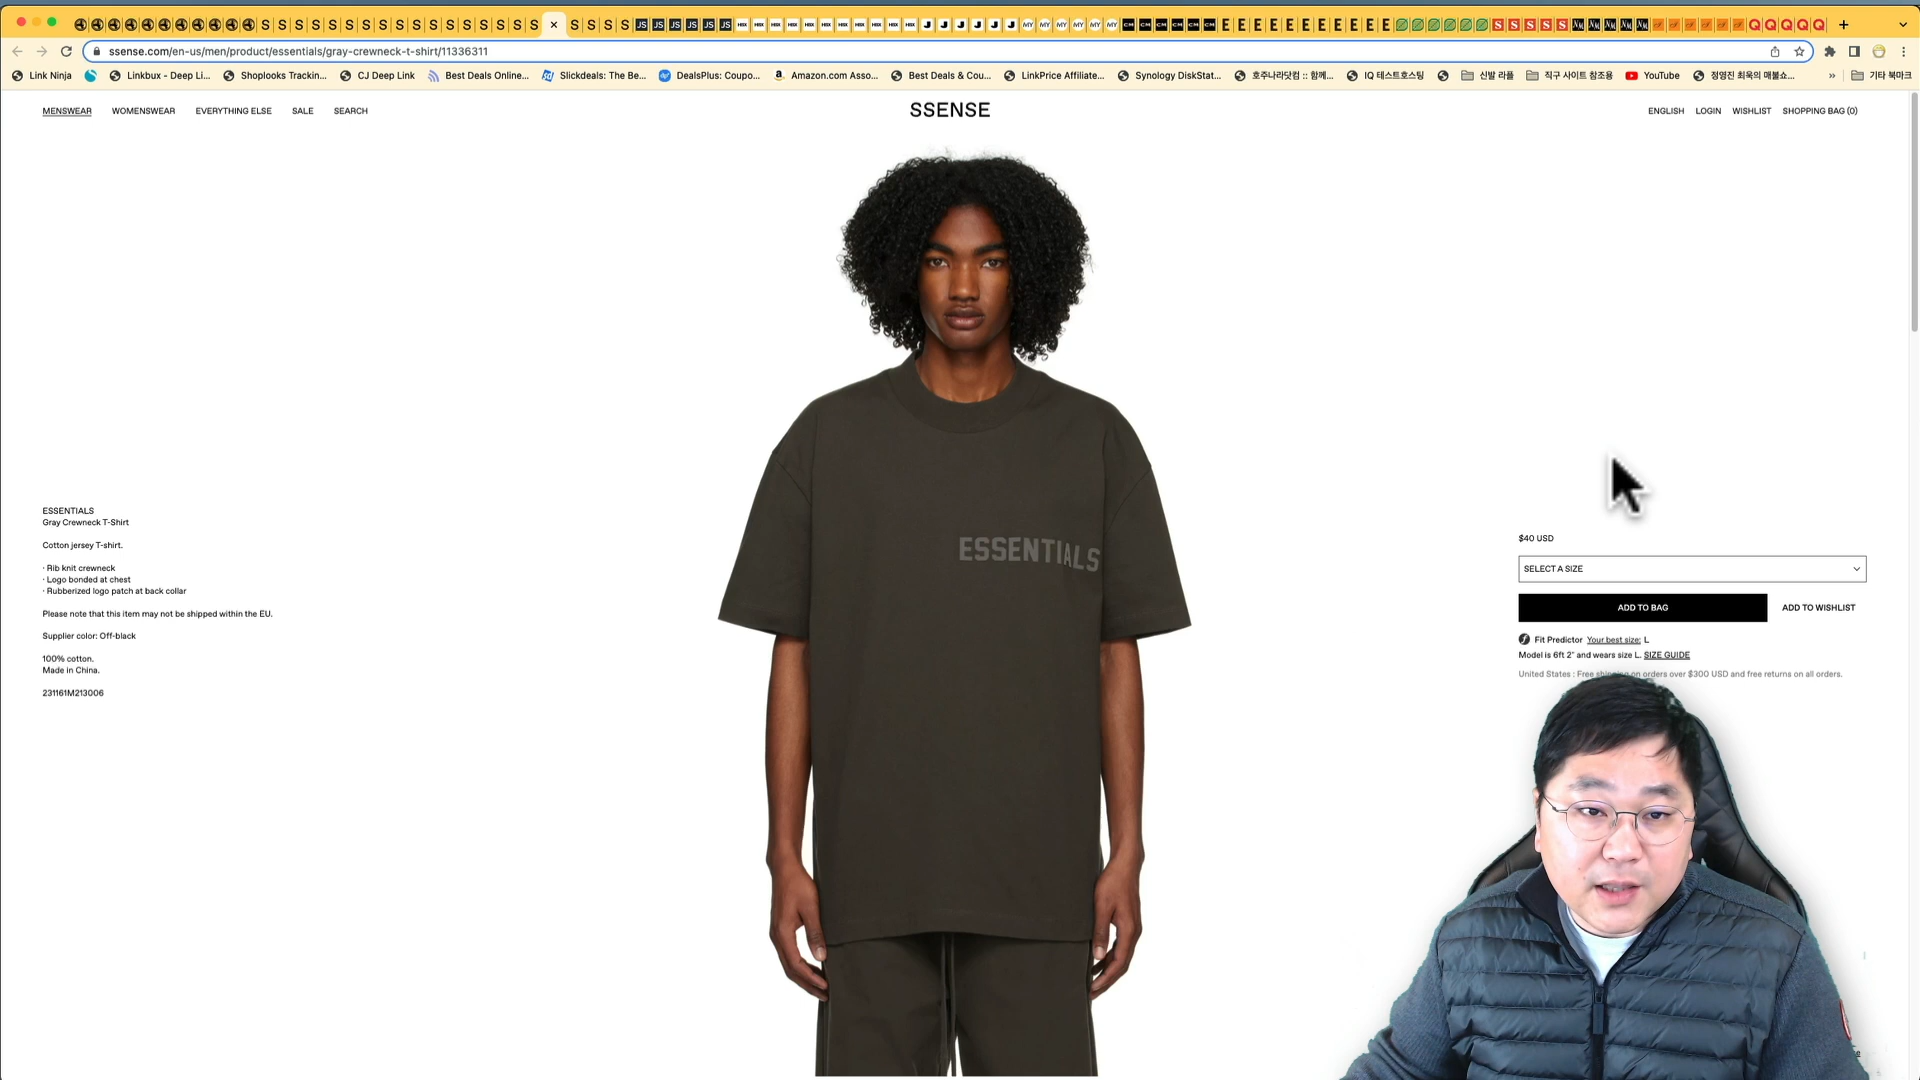 ssense.com/en-us/men/product/essentials/gray-crewneck-t-shirt/11336311
Link Ninja
Linkbux - Deep Li...
Shoplooks Trackin...
CJ Deep Link
Best Deals Online...
Slickdeals: The Be...
DealsPlus: Coupo...
Amazon.com Asso...
Best Deals & Cou...
LinkPrice Affiliate...
Synology DiskStat...
호주나라닷컴 :: 함께...
IQ 테스트호스팅
신발 라플
직구 사이트 참조용
YouTube
정영진 최욱의 매불쇼...
»
기타 북마크
MENSWEAR WOMENSWEAR EVERYTHING ELSE SALE SEARCH
SSENSE
ENGLISH LOGIN WISHLIST SHOPPING BAG (0)
ESSENTIALS
Gray Crewneck T-Shirt
Cotton jersey T-shirt.
· Rib knit crewneck
· Logo bonded at chest
· Rubberized logo patch at back collar
Please note that this item may not be shipped within the EU.
Supplier color: Off-black
100% cotton.
Made in China.
231161M213006
ESSENTIALS
$40 USD
SELECT A SIZE
ADD TO BAG
ADD TO WISHLIST
Fit Predictor Your best size: L
Model is 6ft 2" and wears size L. SIZE GUIDE
United States : Free shipping on orders over $300 USD and free returns on all orders.